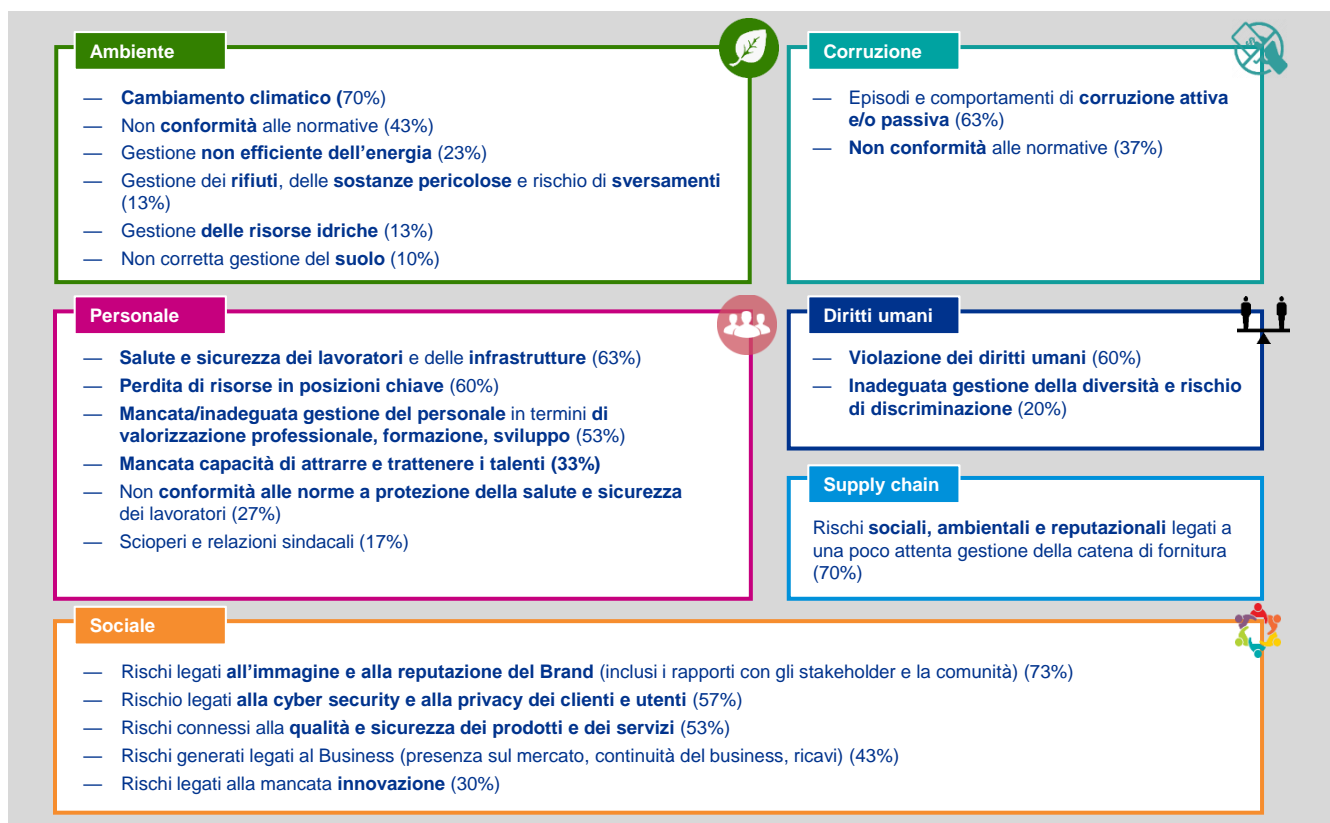 Ambiente
— Cambiamento climatico (70%)
— Non conformità alle normative (43%)
— Gestione non efficiente dell'energia (23%)
— Gestione dei rifiuti, delle sostanze pericolose e rischio di sversamenti
(13%)
— Gestione delle risorse idriche (13%)
— Non corretta gestione del suolo (10%)
Corruzione
— Episodi e comportamenti di corruzione attiva
e/o passiva (63%)
— Non conformità alle normative (37%)
Personale
— Salute e sicurezza dei lavoratori e delle infrastrutture (63%)
— Perdita di risorse in posizioni chiave (60%)
— Mancata/inadeguata gestione del personale in termini di
valorizzazione professionale, formazione, sviluppo (53%)
— Mancata capacità di attrarre e trattenere i talenti (33%)
— Non conformità alle norme a protezione della salute e sicurezza
dei lavoratori (27%)
— Scioperi e relazioni sindacali (17%)
Diritti umani
— Violazione dei diritti umani (60%)
— Inadeguata gestione della diversità e rischio
di discriminazione (20%)
Supply chain
Rischi sociali, ambientali e reputazionali legati a
una poco attenta gestione della catena di fornitura
(70%)
Sociale
— Rischi legati all'immagine e alla reputazione del Brand (inclusi i rapporti con gli stakeholder e la comunità) (73%)
— Rischio legati alla cyber security e alla privacy dei clienti e utenti (57%)
— Rischi connessi alla qualità e sicurezza dei prodotti e dei servizi (53%)
— Rischi generati legati al Business (presenza sul mercato, continuità del business, ricavi) (43%)
— Rischi legati alla mancata innovazione (30%)